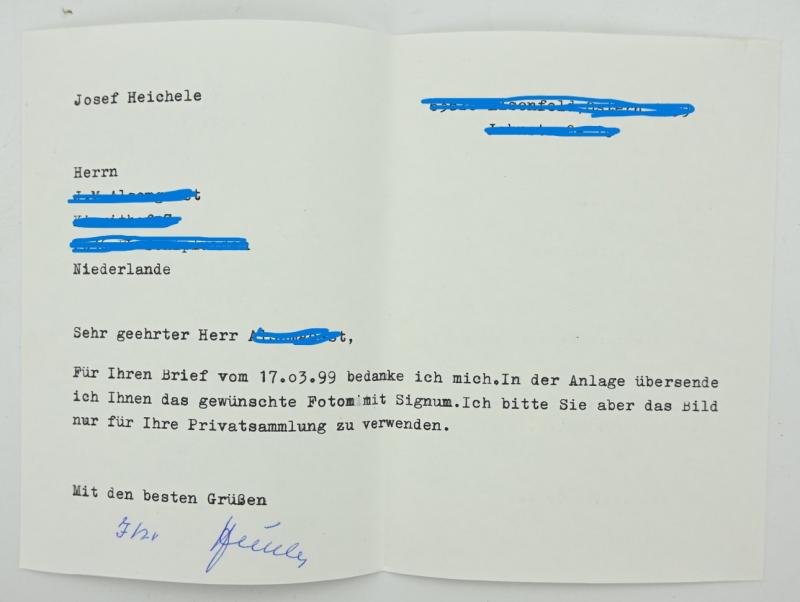 Josef Heichele
Herrn
Niederlande
Sehr geehrter Herr
Für Ihren Brief vom 17.03.99 bedanke ich mich.In der Anlage übersende
ich Ihnen das gewünschte Foto mit Signum.Ich bitte Sie aber das Bild
nur für Ihre Privatsammlung zu verwenden.
Mit den besten Grüßen
Ihr